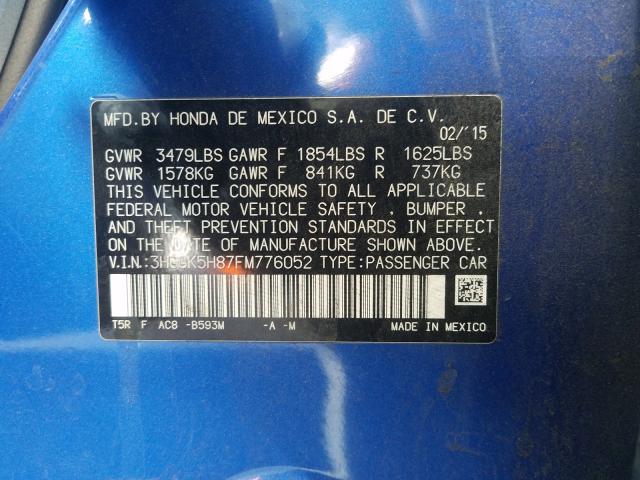 MFD.BY HONDA DE MEXICO S.A. DE C.V.
02/'15
GVWR 3479LBS GAWR F 1854LBS R 1625LBS
GVWR 1578KG GAWR F 841KG R 737KG
THIS VEHICLE CONFORMS TO ALL APPLICABLE
FEDERAL MOTOR VEHICLE SAFETY , BUMPER ,
AND THEFT PREVENTION STANDARDS IN EFFECT
ON THE DATE OF MANUFACTURE SHOWN ABOVE.
V.I.N.:3HGGK5H87FM776052 TYPE:PASSENGER CAR
T5R F AC8 -B593M -A -M MADE IN MEXICO